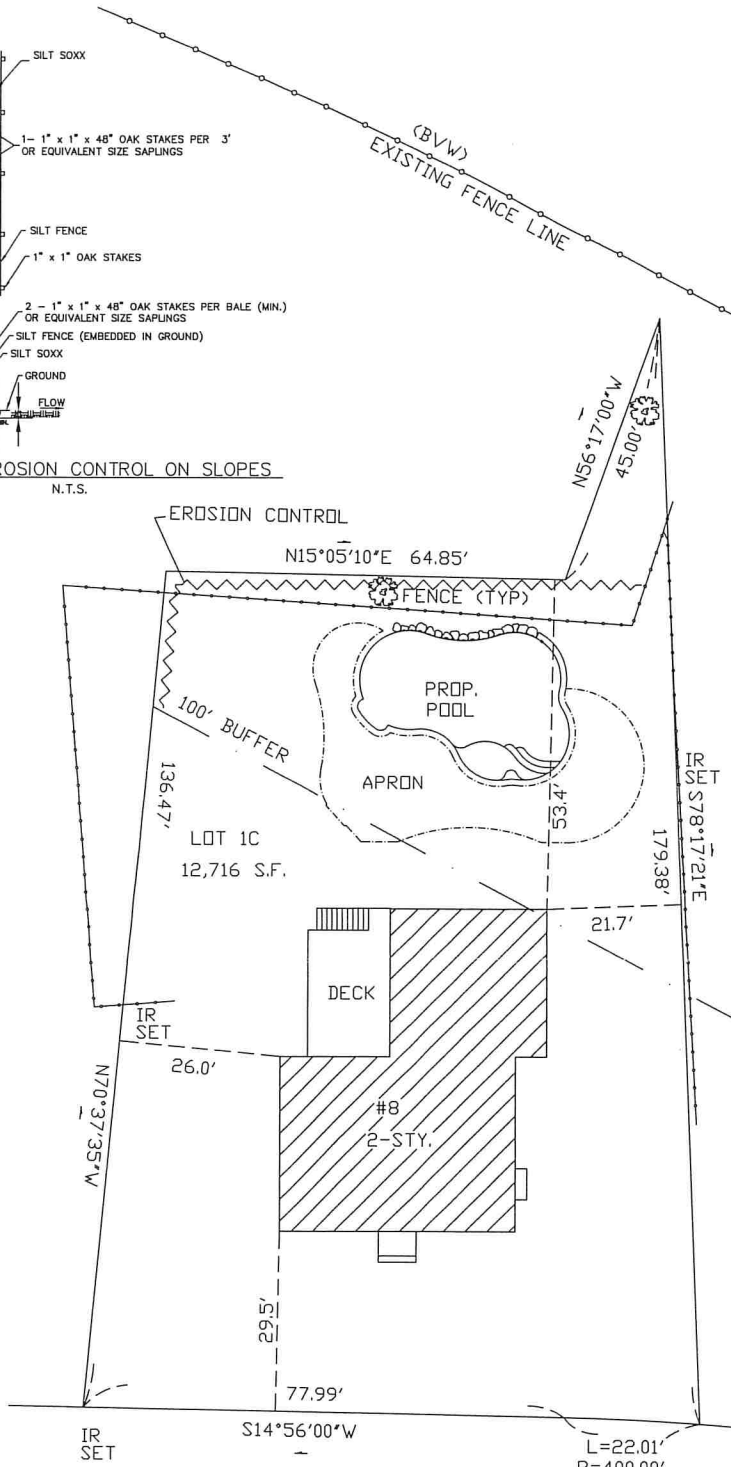 SILT SOXX
1- 1" x 1" x 48" OAK STAKES PER 3'
OR EQUIVALENT SIZE SAPLINGS
SILT FENCE
1" x 1" OAK STAKES
2 - 1" x 1" x 48" OAK STAKES PER BALE (MIN.)
OR EQUIVALENT SIZE SAPLINGS
SILT FENCE (EMBEDDED IN GROUND)
SILT SOXX
GROUND
FLOW
ROSION CONTROL ON SLOPES
N.T.S.
(BVW)
EXISTING FENCE LINE
N56°17'00"W
45.00'
EROSION CONTROL
N15°05'10"E 64.85'
FENCE (TYP)
PROP.
POOL
100' BUFFER
APRON
136.47'
53.4'
IR
SET
S78°17'21"E
179.38'
LOT 1C
12,716 S.F.
21.7'
DECK
IR
SET
26.0'
N70°37'35"W
#8
2-STY.
29.5'
77.99'
S14°56'00"W
IR
SET
L=22.01'
R=400.00'